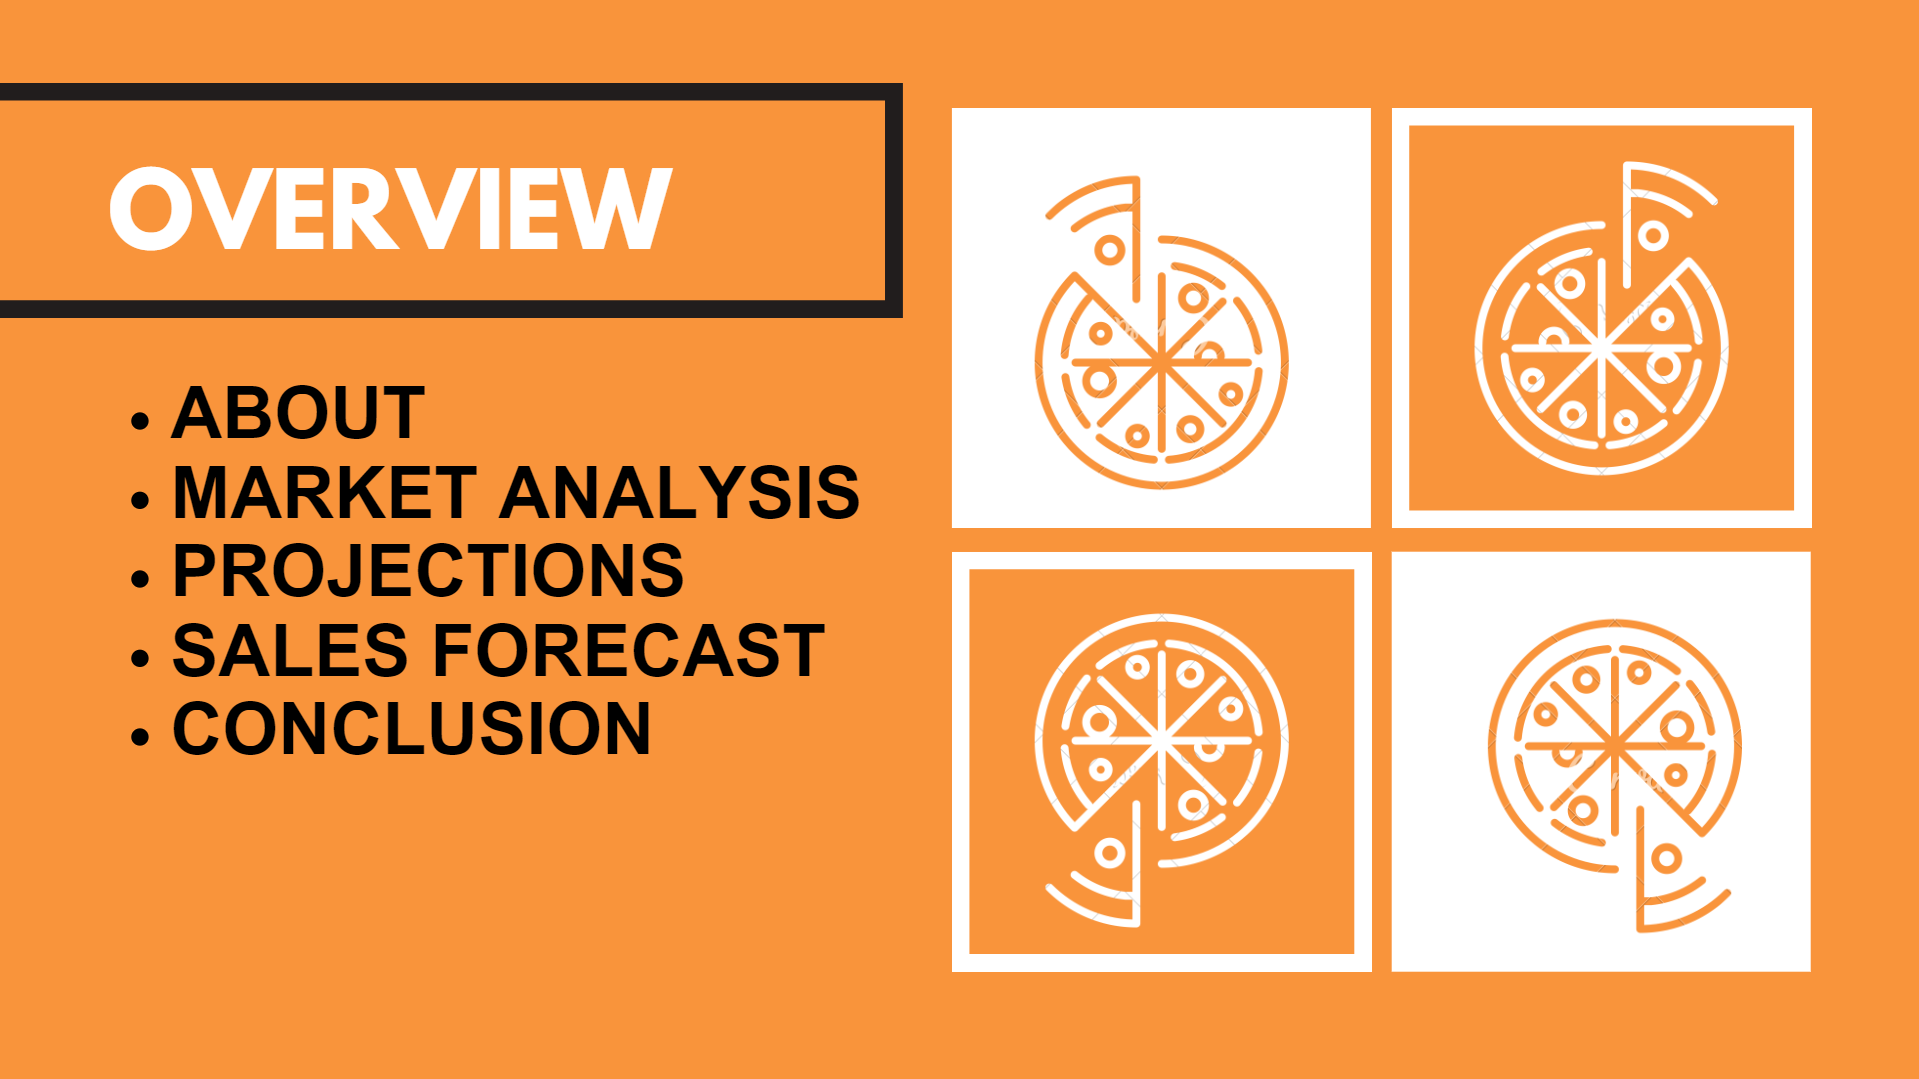 OVERVIEW
• ABOUT
• MARKET ANALYSIS
• PROJECTIONS
• SALES FORECAST
• CONCLUSION